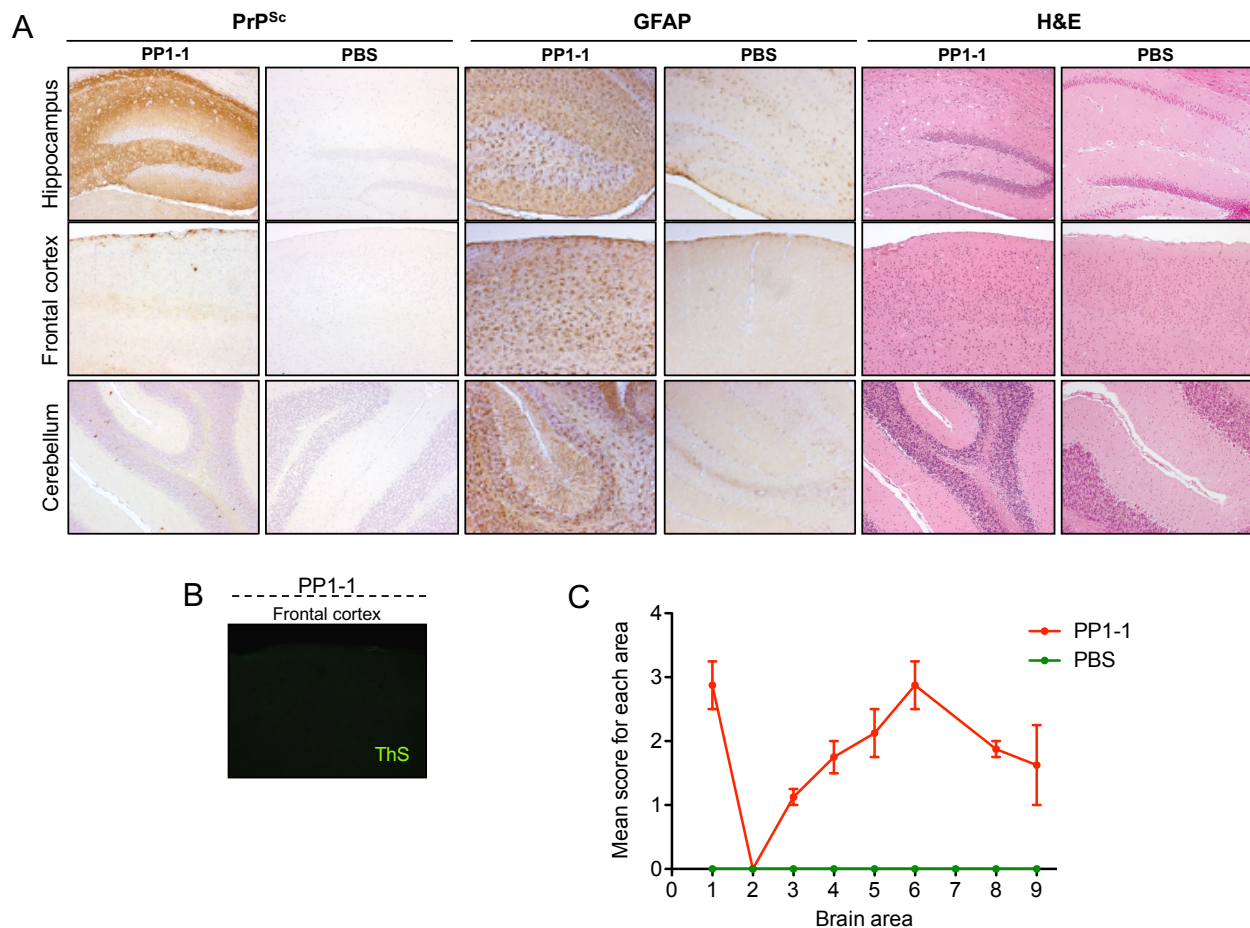 A
PrPSc GFAP H&E
PP1-1 PBS PP1-1 PBS PP1-1 PBS
Hippocampus
Frontal cortex
Cerebellum
B
PP1-1
Frontal cortex
ThS
C
Mean score for each area
4
3
2
1
0
0 1 2 3 4 5 6 7 8 9
Brain area
PP1-1
PBS